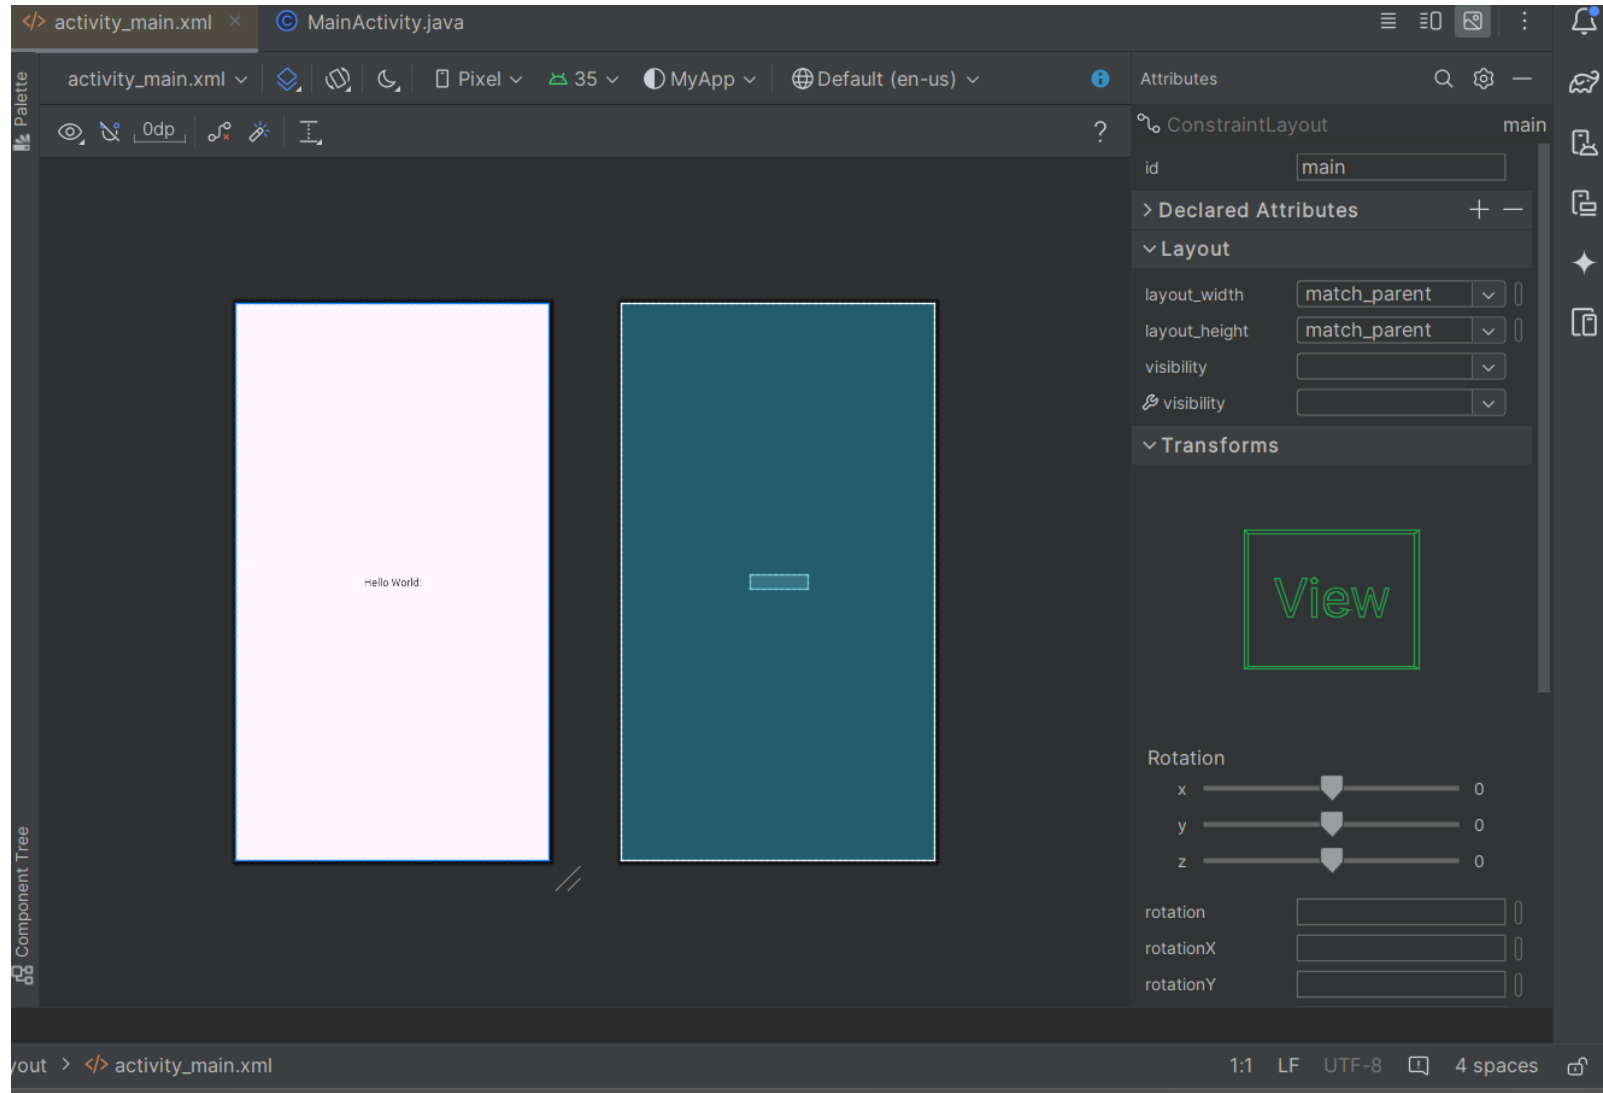 activity_main.xml
MainActivity.java
Palette
activity_main.xml
Pixel
35
MyApp
Default (en-us)
Attributes
0dp
?
ConstraintLayout
main
id
main
Declared Attributes
Layout
layout_width
match_parent
layout_height
match_parent
visibility
visibility
Transforms
Hello World!
View
Rotation
x
0
y
0
z
0
rotation
rotationX
rotationY
Component Tree
yout > activity_main.xml
1:1
LF
UTF-8
4 spaces